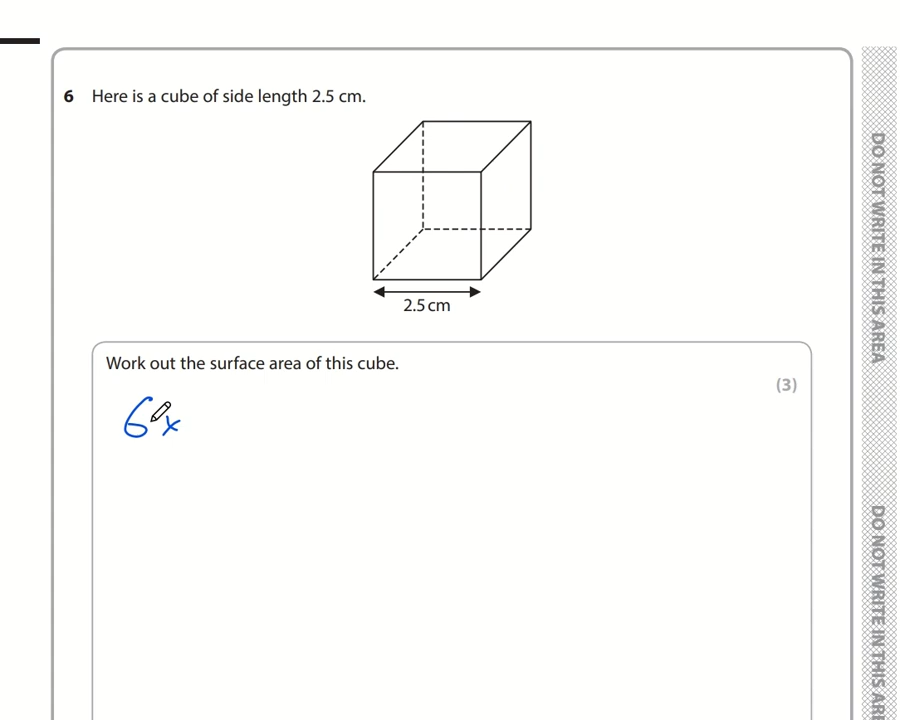 6 Here is a cube of side length 2.5 cm.
2.5 cm
Work out the surface area of this cube.
(3)
6 x
DO NOT WRITE IN THIS AREA
DO NOT WRITE IN THIS ARE